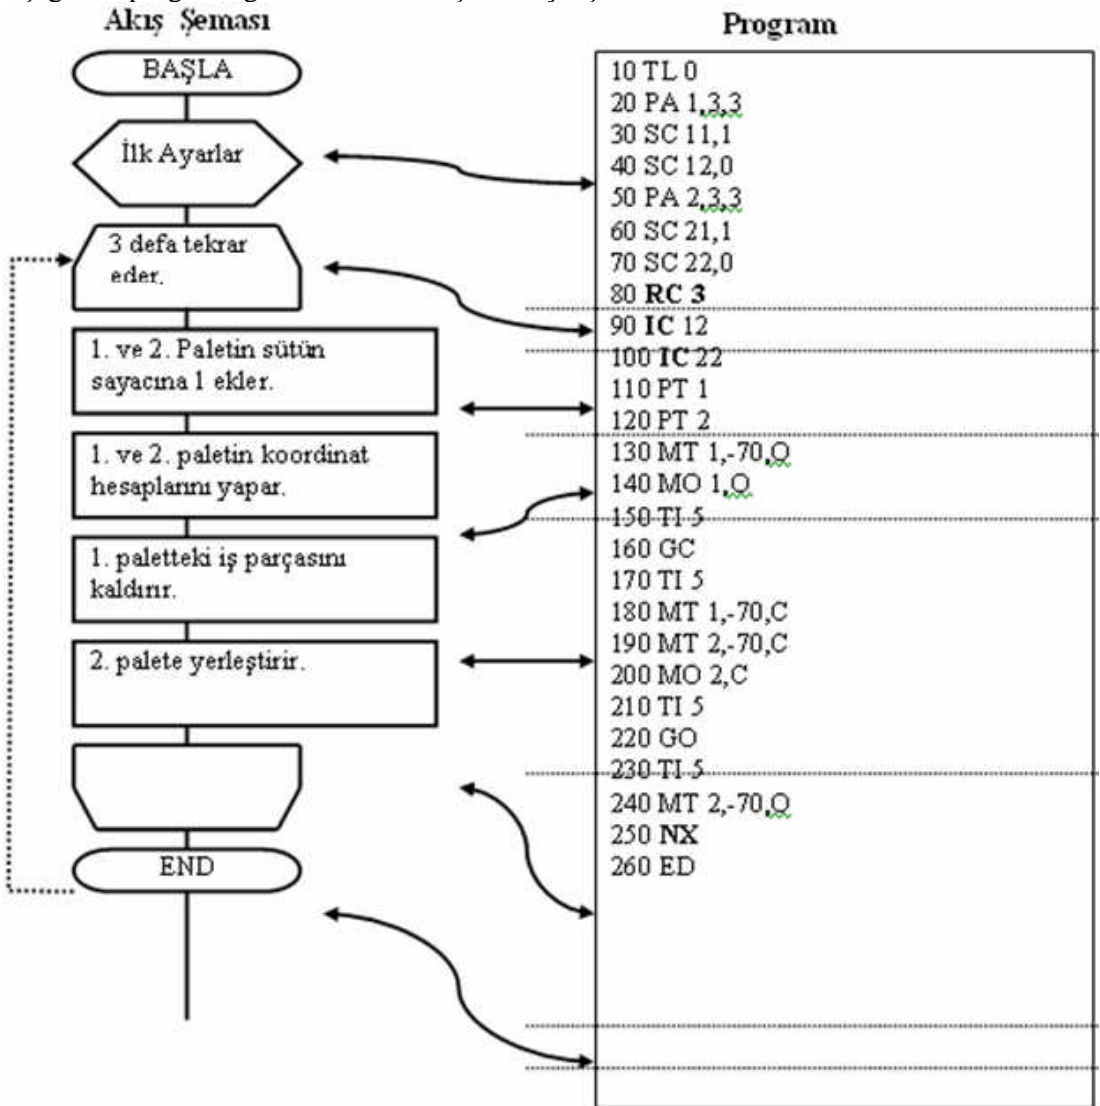 Akış Şeması
BAŞLA
İlk Ayarlar
3 defa tekrar
eder.
1. ve 2. Paletin sütün
sayacına 1 ekler.
1. ve 2. paletin koordinat
hesaplarını yapar.
1. paletteki iş parçasını
kaldırır.
2. palete yerleştirir.
END
Program
10 TL 0
20 PA 1,3,3
30 SC 11,1
40 SC 12,0
50 PA 2,3,3
60 SC 21,1
70 SC 22,0
80 RC 3
90 IC 12
100 IC 22
110 PT 1
120 PT 2
130 MT 1,-70,O
140 MO 1,O
150 TI 5
160 GC
170 TI 5
180 MT 1,-70,C
190 MT 2,-70,C
200 MO 2,C
210 TI 5
220 GO
230 TI 5
240 MT 2,-70,O
250 NX
260 ED